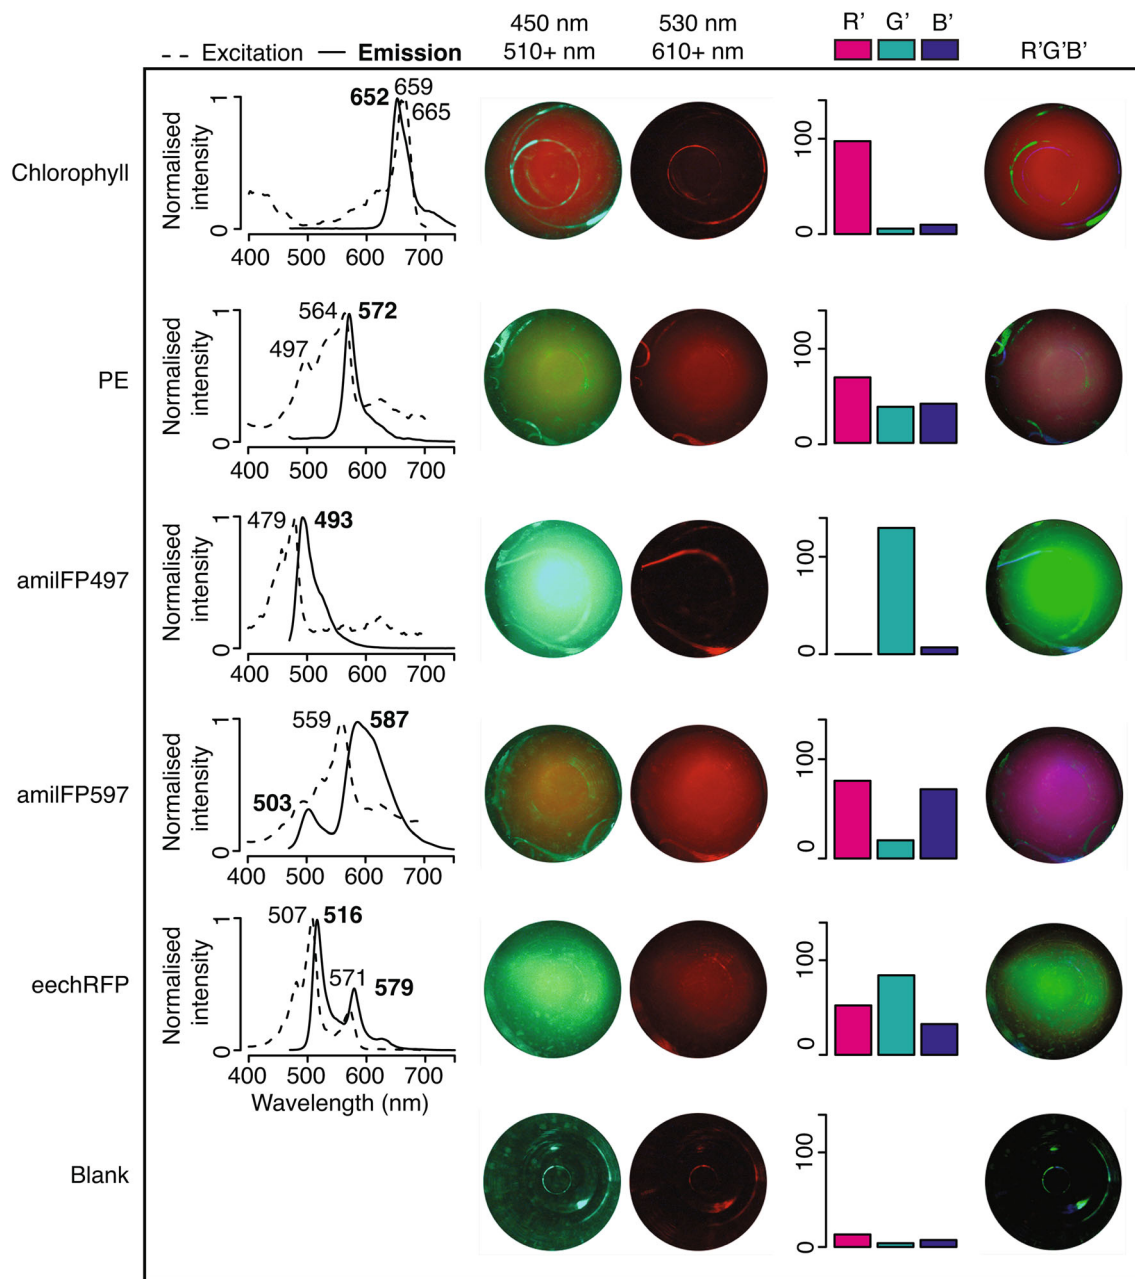 450 nm 530 nm R’ G’ B’
-- Excitation — Emission 510+ nm 610+ nm R’G’B’
Chlorophyll
Normalised
intensity
1
0
652
659
665
400 500 600 700
100
0
PE
Normalised
intensity
1
0
497
564
572
400 500 600 700
100
0
amilFP497
Normalised
intensity
1
0
479
493
400 500 600 700
100
0
amilFP597
Normalised
intensity
1
0
503
559
587
400 500 600 700
100
0
eechRFP
Normalised
intensity
1
0
507
516
571
579
400 500 600 700
Wavelength (nm)
100
0
Blank
100
0